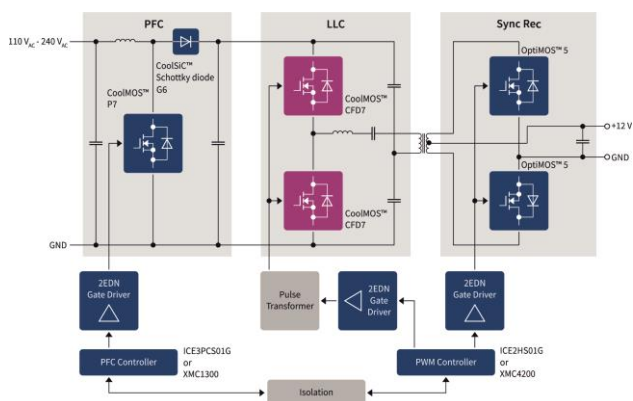 PFC
LLC
Sync Rec
110 VAC - 240 VAC
CoolSiC™
Schottky diode
G6
CoolMOS™
P7
CoolMOS™
CFD7
CoolMOS™
CFD7
OptiMOS™ 5
OptiMOS™ 5
+12 V
GND
GND
2EDN
Gate Driver
Pulse
Transformer
2EDN
Gate
Driver
2EDN
Gate Driver
PFC Controller
ICE3PCS01G
or
XMC1300
PWM Controller
ICE2HS01G
or
XMC4200
Isolation